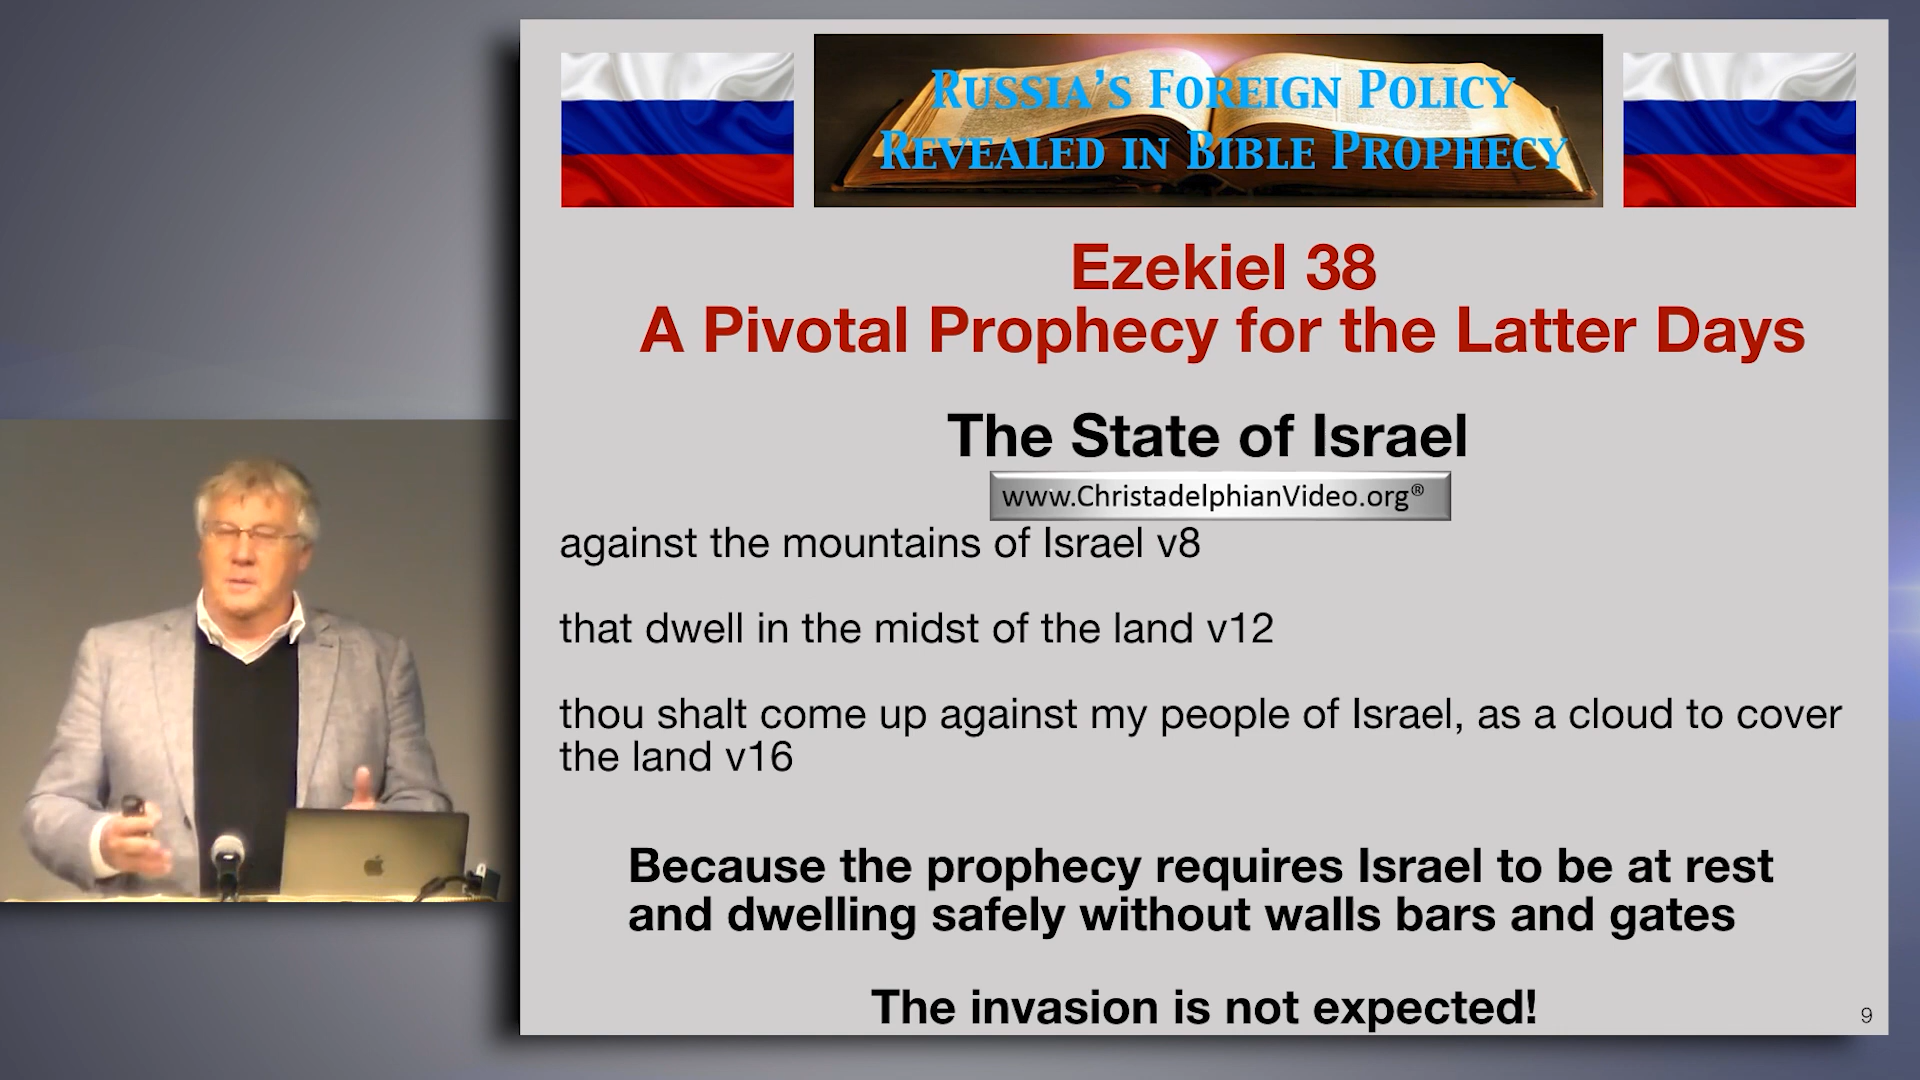 Russia's Foreign Policy
Revealed in Bible Prophecy
Ezekiel 38
A Pivotal Prophecy for the Latter Days
The State of Israel
www.ChristadelphianVideo.org®
against the mountains of Israel v8
that dwell in the midst of the land v12
thou shalt come up against my people of Israel, as a cloud to cover
the land v16
Because the prophecy requires Israel to be at rest
and dwelling safely without walls bars and gates
The invasion is not expected!
9